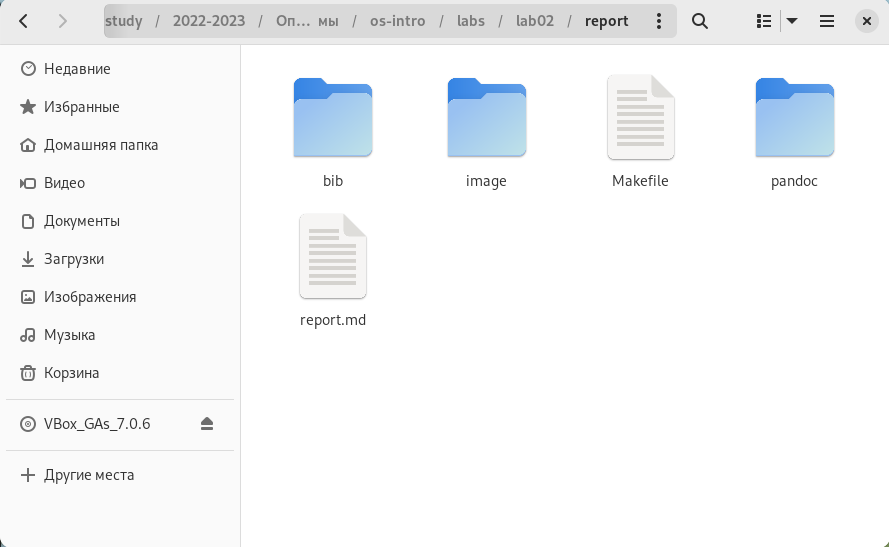 study / 2022-2023 / Оп… мы / os-intro / labs / lab02 / report
Недавние
Избранные
Домашняя папка
Видео
Документы
Загрузки
Изображения
Музыка
Корзина
VBox_GAs_7.0.6
Другие места
bib
image
Makefile
pandoc
report.md